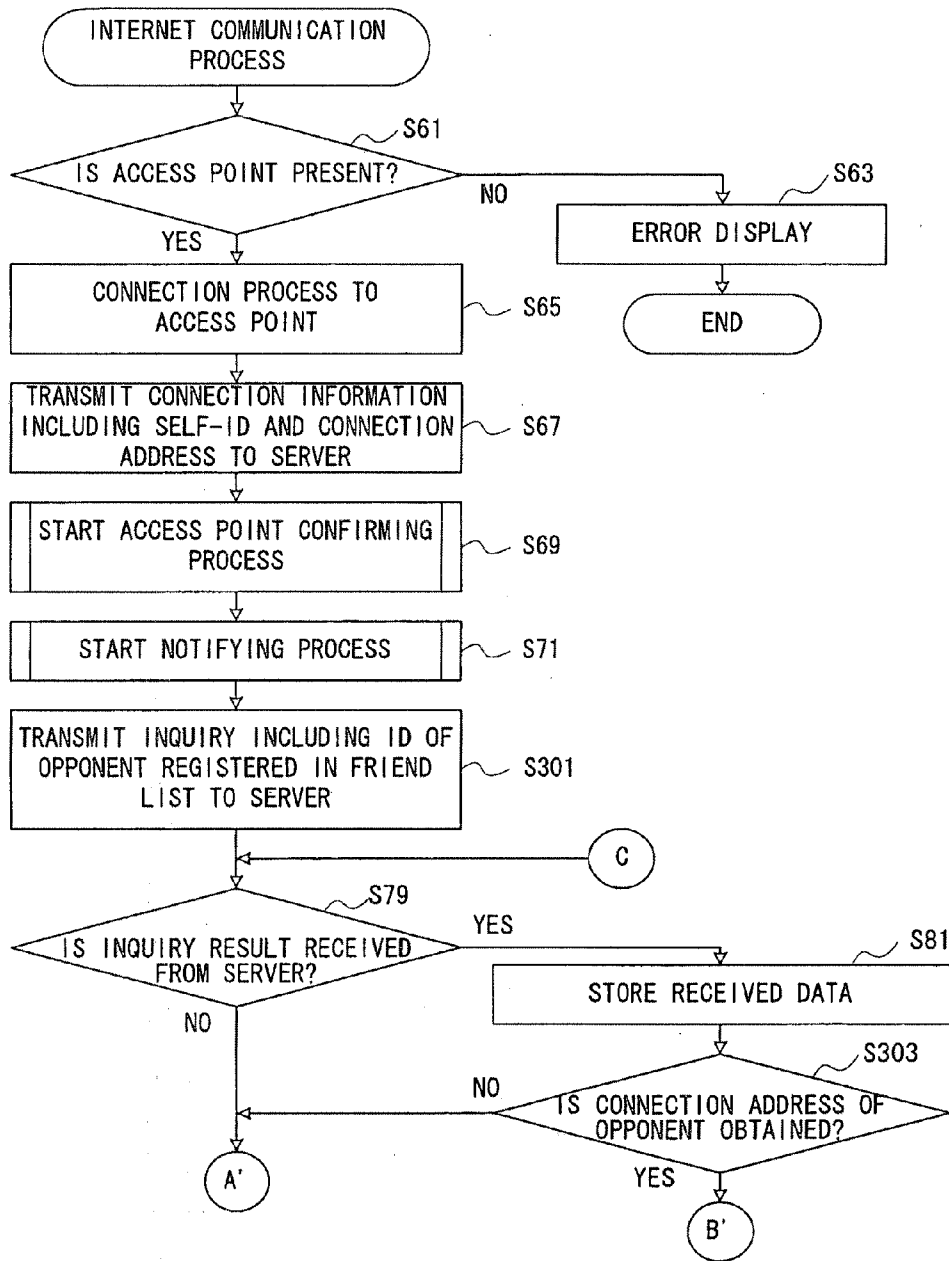 INTERNET COMMUNICATION
PROCESS
S61
IS ACCESS POINT PRESENT?
NO
YES
S63
ERROR DISPLAY
END
CONNECTION PROCESS TO
ACCESS POINT
S65
TRANSMIT CONNECTION INFORMATION
INCLUDING SELF-ID AND CONNECTION
ADDRESS TO SERVER
S67
START ACCESS POINT CONFIRMING
PROCESS
S69
START NOTIFYING PROCESS
S71
TRANSMIT INQUIRY INCLUDING ID OF
OPPONENT REGISTERED IN FRIEND
LIST TO SERVER
S301
C
S79
IS INQUIRY RESULT RECEIVED
FROM SERVER?
YES
NO
S81
STORE RECEIVED DATA
S303
IS CONNECTION ADDRESS OF
OPPONENT OBTAINED?
NO
YES
A'
B'